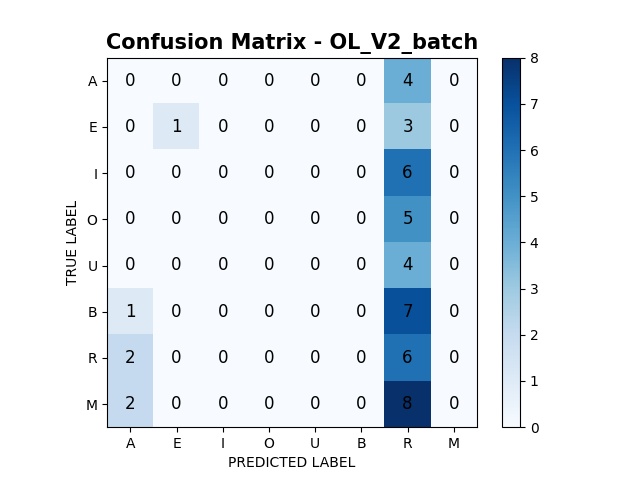 Confusion Matrix - OL_V2_batch
A 0 0 0 0 0 0 4 0
E 0 1 0 0 0 0 3 0
I 0 0 0 0 0 0 6 0
O 0 0 0 0 0 0 5 0
U 0 0 0 0 0 0 4 0
B 1 0 0 0 0 0 7 0
R 2 0 0 0 0 0 6 0
M 2 0 0 0 0 0 8 0
A E I O U B R M
TRUE LABEL
PREDICTED LABEL
8
7
6
5
4
3
2
1
0